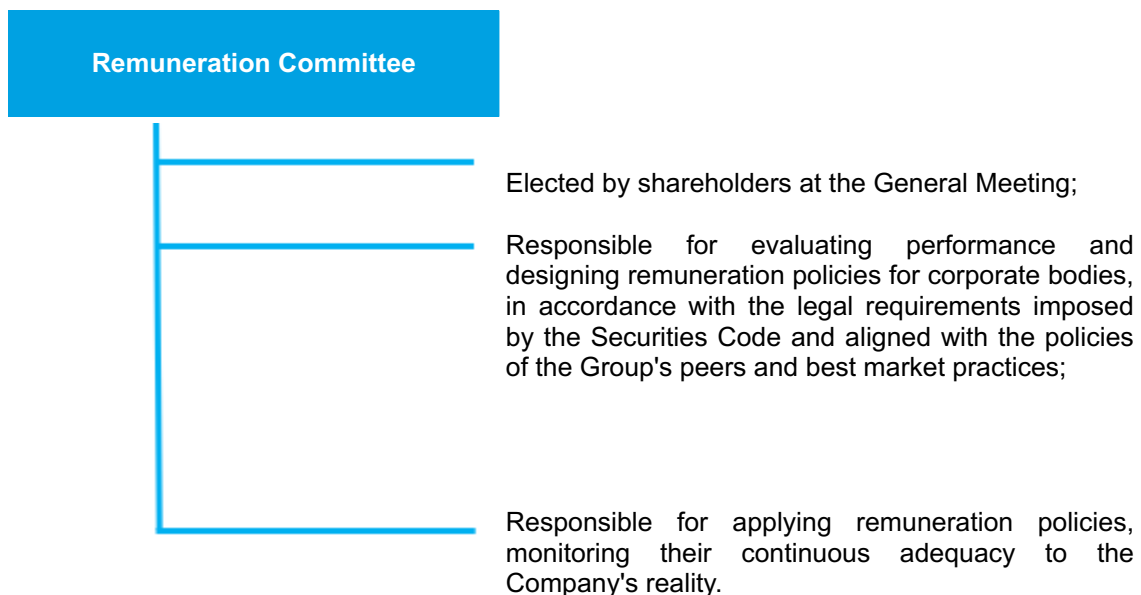 Remuneration Committee
Elected by shareholders at the General Meeting;
Responsible for evaluating performance and
designing remuneration policies for corporate bodies,
in accordance with the legal requirements imposed
by the Securities Code and aligned with the policies
of the Group's peers and best market practices;
Responsible for applying remuneration policies,
monitoring their continuous adequacy to the
Company's reality.